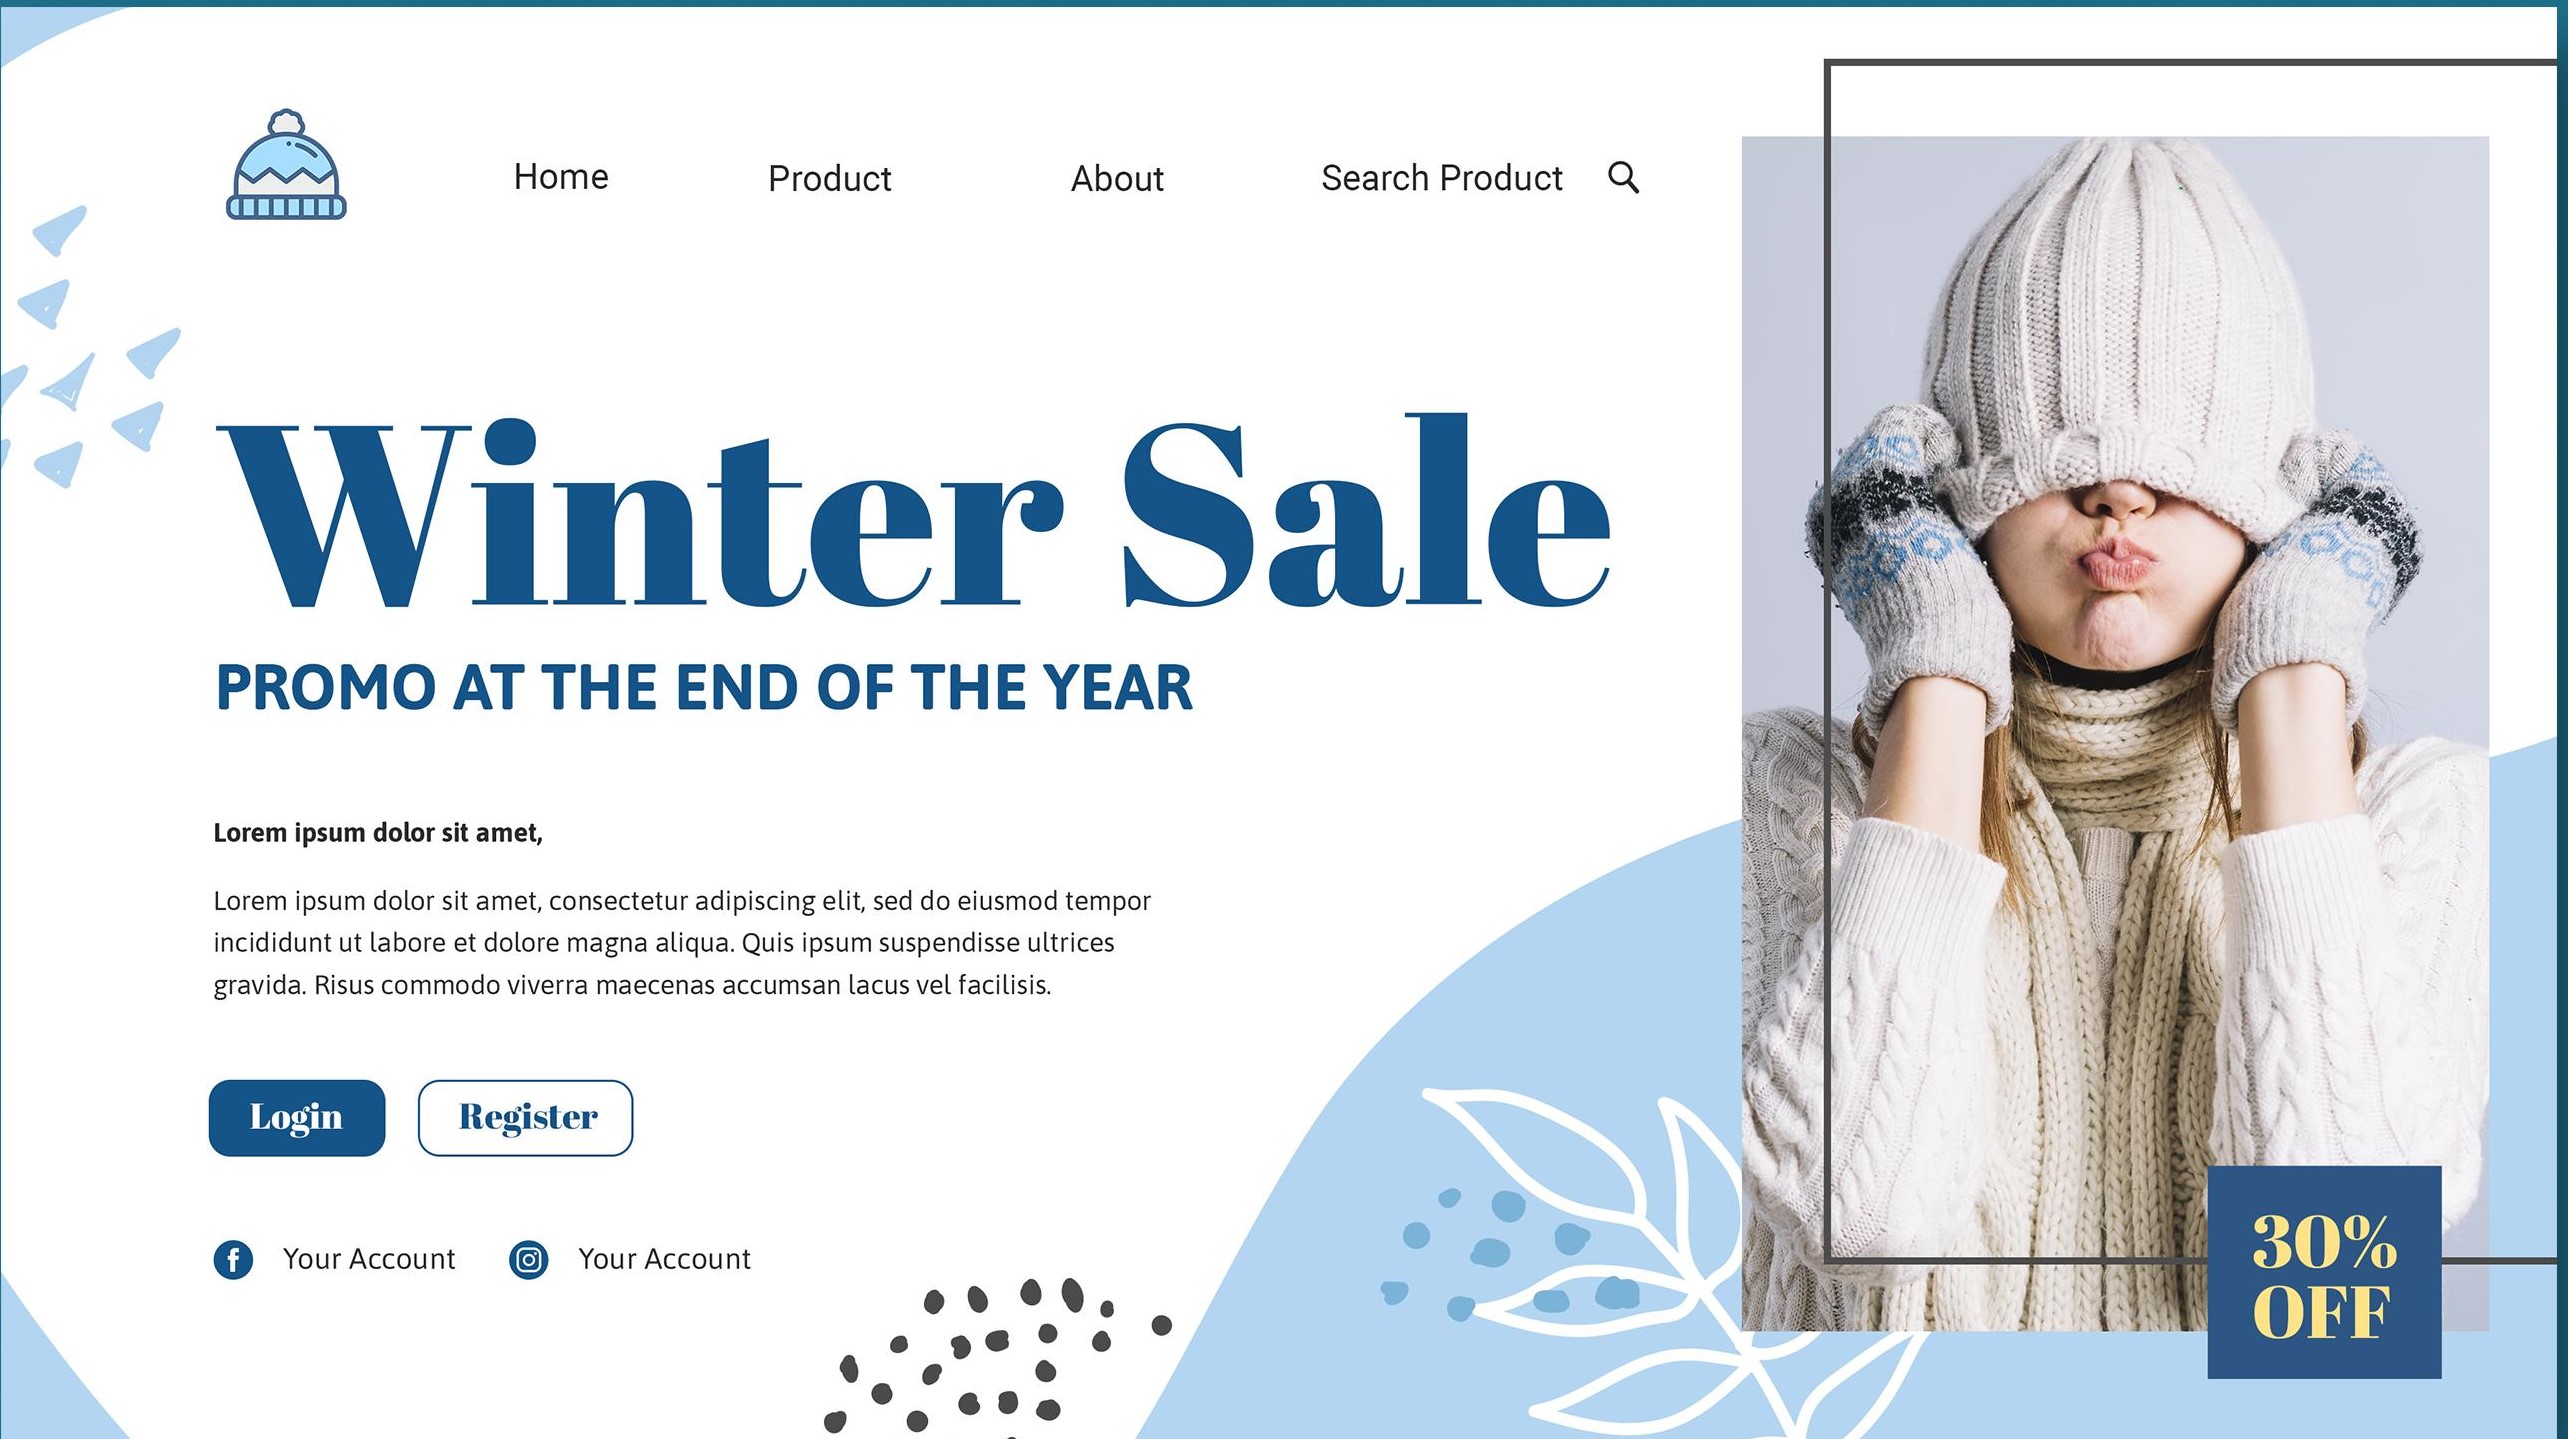 Home
Product
About
Search Product
Winter Sale
PROMO AT THE END OF THE YEAR
Lorem ipsum dolor sit amet,
Lorem ipsum dolor sit amet, consectetur adipiscing elit, sed do eiusmod tempor
incididunt ut labore et dolore magna aliqua. Quis ipsum suspendisse ultrices
gravida. Risus commodo viverra maecenas accumsan lacus vel facilisis.
Login
Register
Your Account
Your Account
30%
OFF